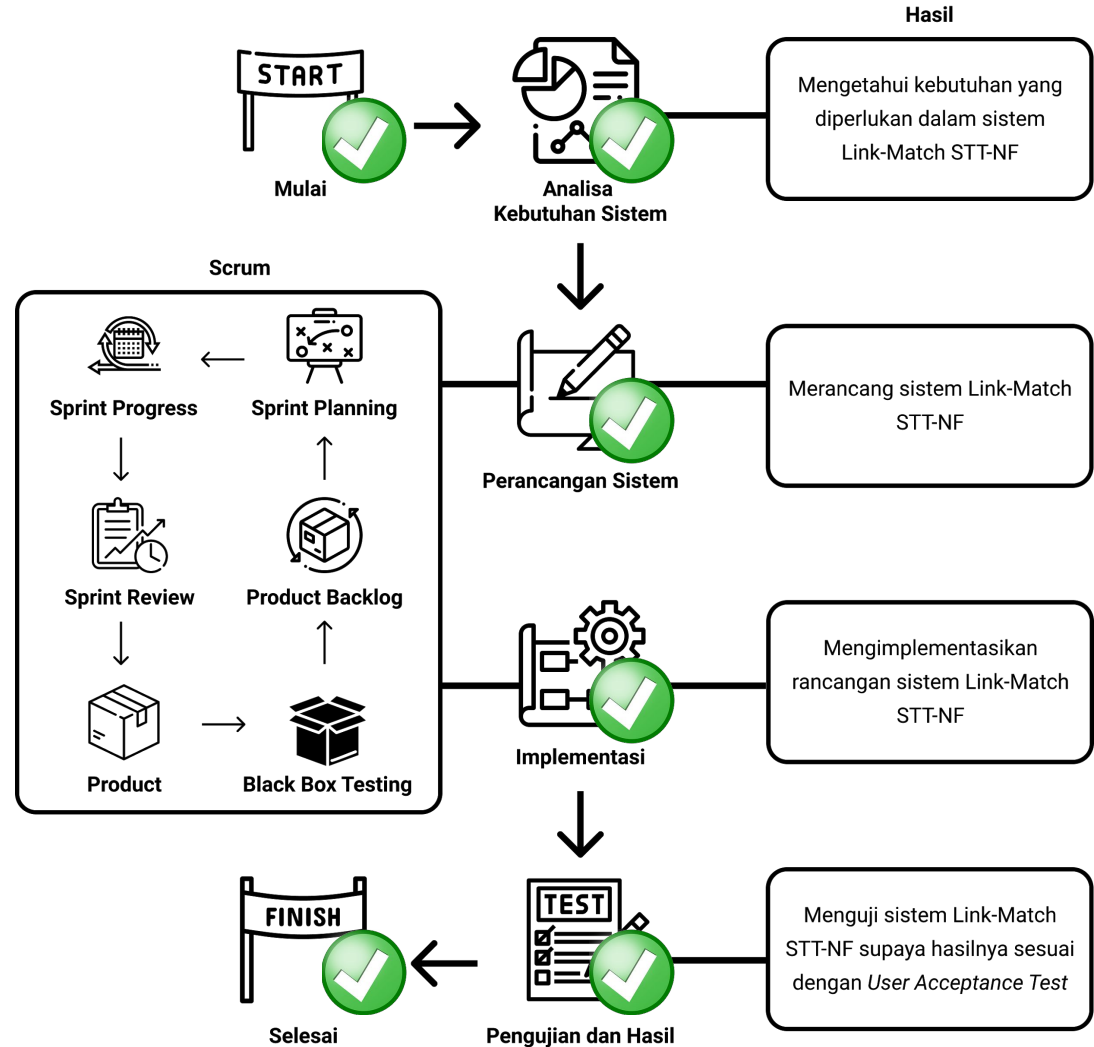 Hasil
START
Mulai
Analisa
Kebutuhan Sistem
Mengetahui kebutuhan yang
diperlukan dalam sistem
Link-Match STT-NF
Scrum
Sprint Progress
Sprint Planning
Sprint Review
Product Backlog
Product
Black Box Testing
Perancangan Sistem
Merancang sistem Link-Match
STT-NF
Implementasi
Mengimplementasikan
rancangan sistem Link-Match
STT-NF
FINISH
Selesai
TEST
Pengujian dan Hasil
Menguji sistem Link-Match
STT-NF supaya hasilnya sesuai
dengan User Acceptance Test